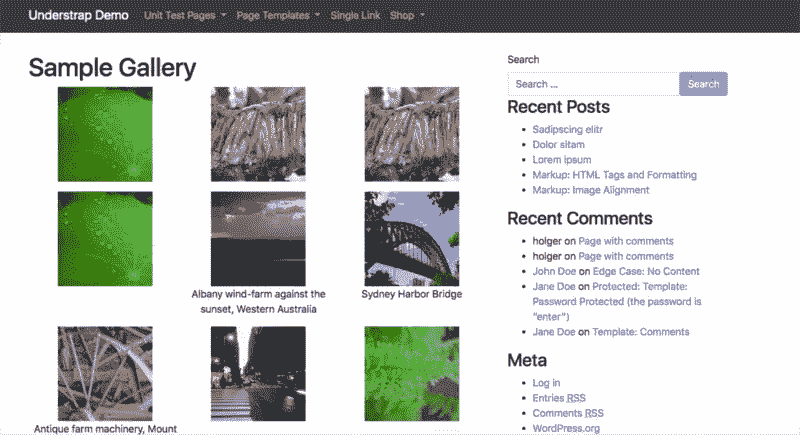 Understrap Demo Unit Test Pages Page Templates Single Link Shop
Sample Gallery
Albany wind-farm against the
sunset, Western Australia
Sydney Harbor Bridge
Antique farm machinery, Mount
Search
Search ...
Search
Recent Posts
Sadipscing elitr
Dolor sitam
Lorem ipsum
Markup: HTML Tags and Formatting
Markup: Image Alignment
Recent Comments
holger on Page with comments
holger on Page with comments
John Doe on Edge Case: No Content
Jane Doe on Protected: Template:
Password Protected (the password is
"enter")
Jane Doe on Template: Comments
Meta
Log in
Entries RSS
Comments RSS
WordPress.org